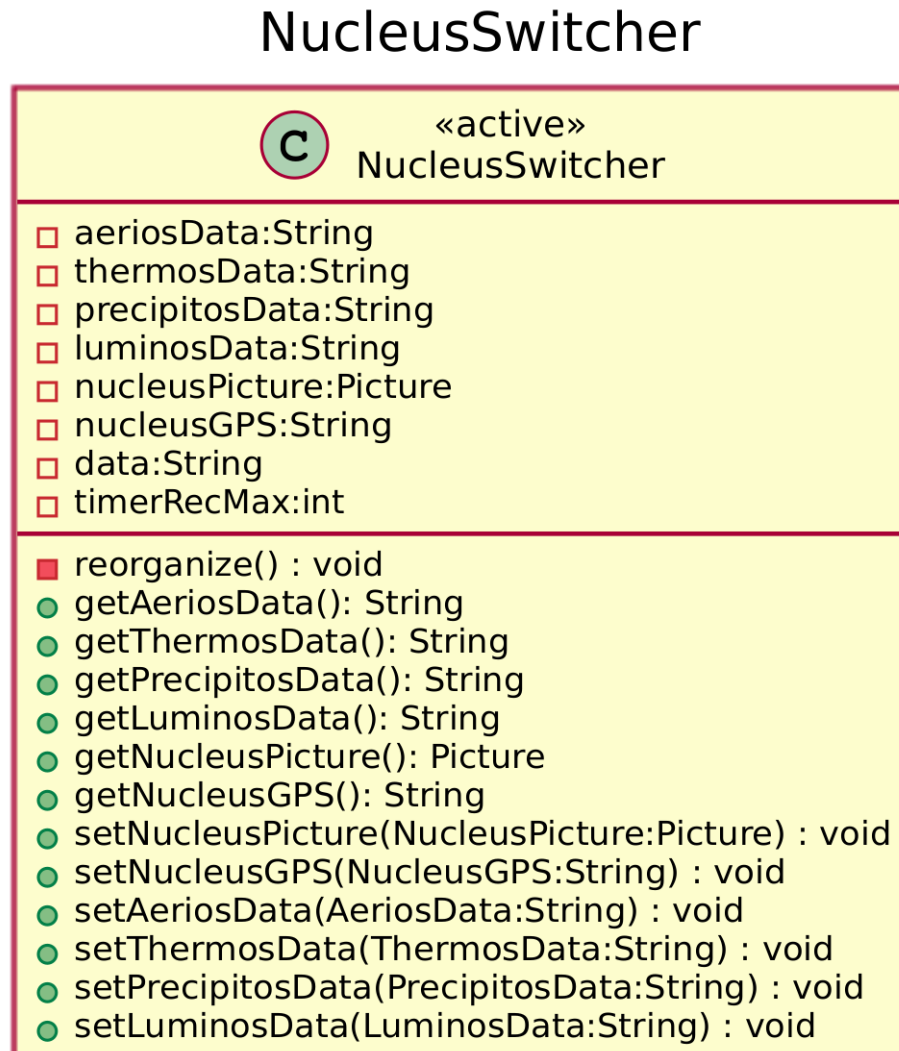 NucleusSwitcher
C
«active»
NucleusSwitcher
aeriosData:String
thermosData:String
precipitosData:String
luminosData:String
nucleusPicture:Picture
nucleusGPS:String
data:String
timerRecMax:int
reorganize() : void
getAeriosData(): String
getThermosData(): String
getPrecipitosData(): String
getLuminosData(): String
getNucleusPicture(): Picture
getNucleusGPS(): String
setNucleusPicture(NucleusPicture:Picture) : void
setNucleusGPS(NucleusGPS:String) : void
setAeriosData(AeriosData:String) : void
setThermosData(ThermosData:String) : void
setPrecipitosData(PrecipitosData:String) : void
setLuminosData(LuminosData:String) : void